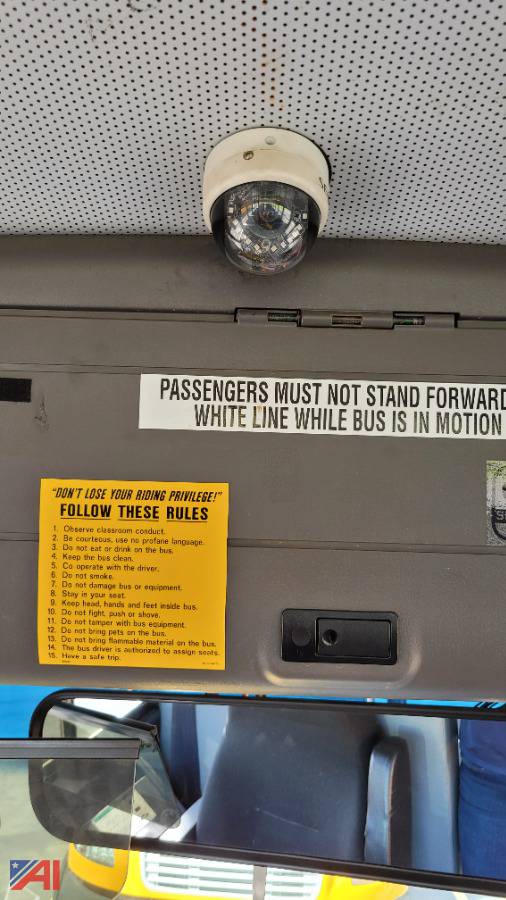 PASSENGERS MUST NOT STAND FORWARD
WHITE LINE WHILE BUS IS IN MOTION
"DON'T LOSE YOUR RIDING PRIVILEGE!"
FOLLOW THESE RULES
1. Observe classroom conduct.
2. Be courteous, use no profane language.
3. Do not eat or drink on the bus.
4. Keep the bus clean.
5. Co operate with the driver.
6. Do not smoke.
7. Do not damage bus or equipment.
8. Stay in your seat.
9. Keep head, hands and feet inside bus.
10. Do not fight, push or shove.
11. Do not tamper with bus equipment.
12. Do not bring pets on the bus.
13. Do not bring flammable material on the bus.
14. The bus driver is authorized to assign seats.
15. Have a safe trip.
AI